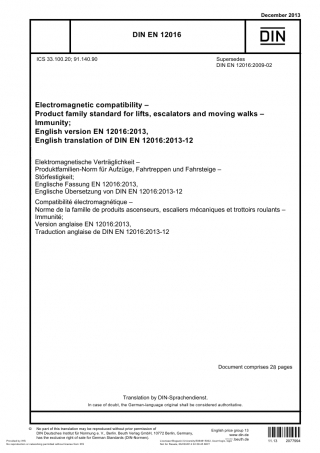 December 2013
DIN EN 12016
DIN
ICS 33.100.20; 91.140.90
Supersedes
DIN EN 12016:2009-02
Electromagnetic compatibility –
Product family standard for lifts, escalators and moving walks –
Immunity;
English version EN 12016:2013,
English translation of DIN EN 12016:2013-12
Elektromagnetische Verträglichkeit –
Produktfamilien-Norm für Aufzüge, Fahrtreppen und Fahrsteige –
Störfestigkeit;
Englische Fassung EN 12016:2013,
Englische Übersetzung von DIN EN 12016:2013-12
Compatibilité électromagnétique –
Norme de la famille de produits ascenseurs, escaliers mécaniques et trottoirs roulants –
Immunité;
Version anglaise EN 12016:2013,
Traduction anglaise de DIN EN 12016:2013-12
Document comprises 28 pages
Translation by DIN-Sprachendienst.
In case of doubt, the German-language original shall be considered authoritative.
© No part of this translation may be reproduced without prior permission of
DIN Deutsches Institut für Normung e. V., Berlin. Beuth Verlag GmbH, 10772 Berlin, Germany,
has the exclusive right of sale for German Standards (DIN-Normen).
English price group 13
www.din.de
www.beuth.de
11.13 2077064